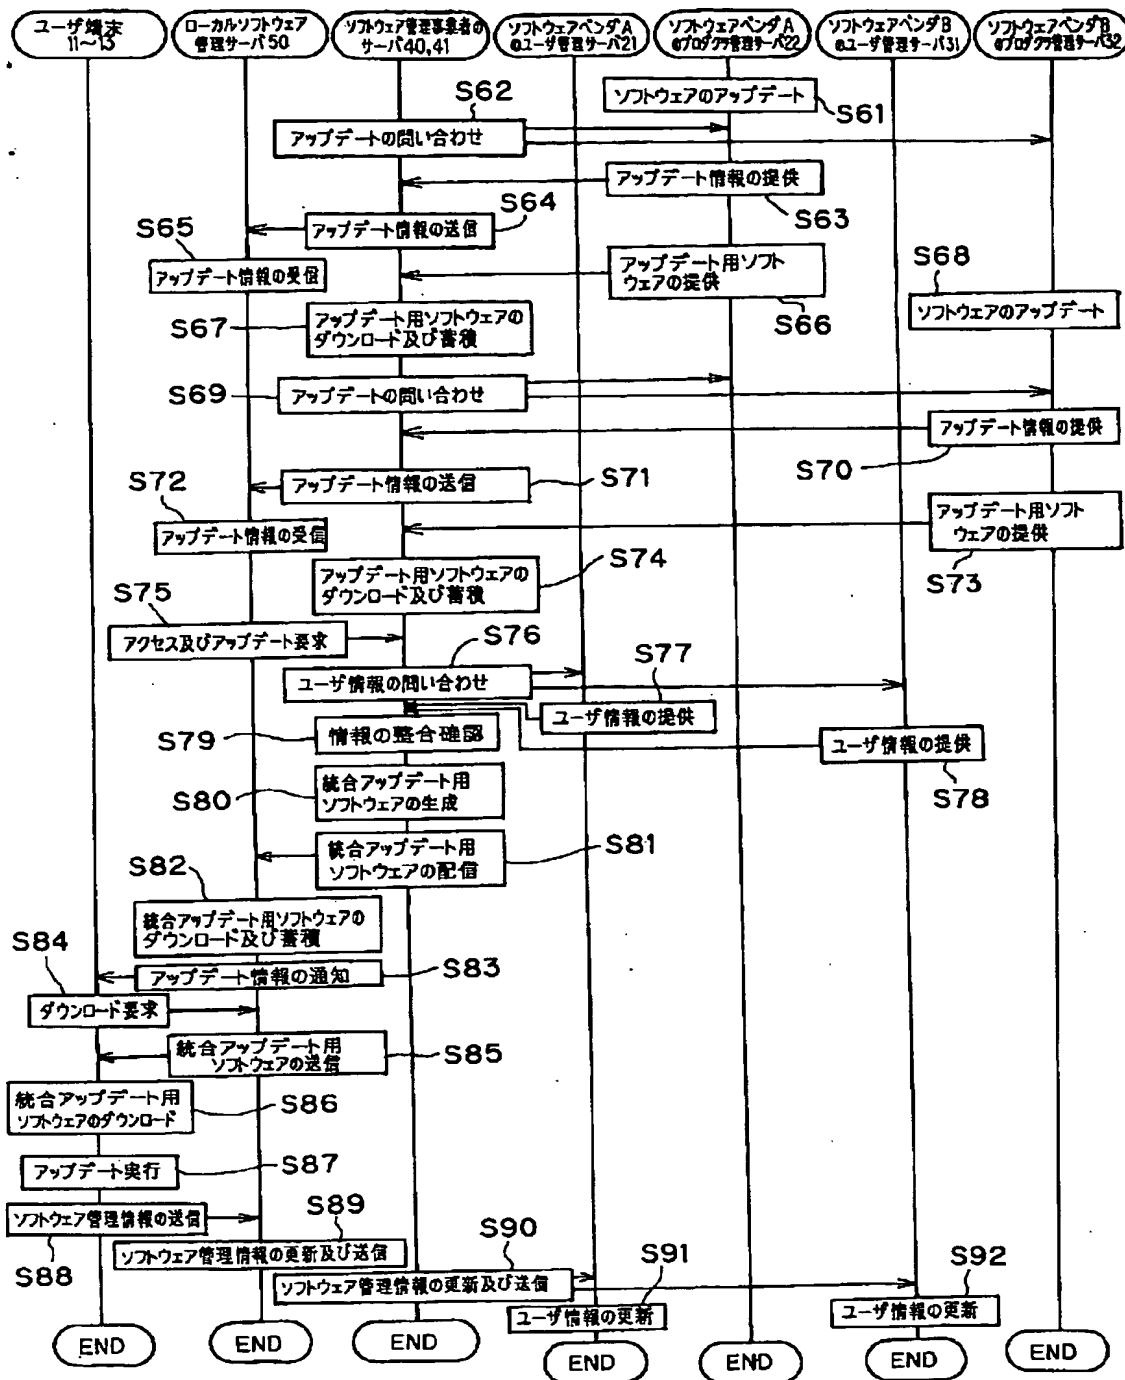 ユーザ端末
11～13
ローカルソフトウェア
管理サーバ50
ソフトウェア管理事業者の
サーバ40,41
ソフトウェアベンダA
のユーザ管理サーバ21
ソフトウェアベンダA
のプロダクツ管理サーバ22
ソフトウェアベンダB
のユーザ管理サーバ31
ソフトウェアベンダB
のプロダクツ管理サーバ32
ソフトウェアのアップデート
S61
S62
アップデートの問い合わせ
アップデート情報の提供
S63
S64
アップデート情報の送信
S65
アップデート情報の受信
アップデート用ソフト
ウェアの提供
S66
S67
アップデート用ソフトウェアの
ダウンロード及び蓄積
S68
ソフトウェアのアップデート
S69
アップデートの問い合わせ
アップデート情報の提供
S70
アップデート情報の送信
S71
S72
アップデート情報の受信
アップデート用ソフト
ウェアの提供
S73
アップデート用ソフトウェアの
ダウンロード及び蓄積
S74
S75
アクセス及びアップデート要求
S76
ユーザ情報の問い合わせ
S77
ユーザ情報の提供
ユーザ情報の提供
S78
S79
情報の整合確認
S80
統合アップデート用
ソフトウェアの生成
統合アップデート用
ソフトウェアの配信
S81
S82
統合アップデート用ソフトウェアの
ダウンロード及び蓄積
アップデート情報の通知
S83
S84
ダウンロード要求
統合アップデート用
ソフトウェアの送信
S85
統合アップデート用
ソフトウェアのダウンロード
S86
アップデート実行
S87
ソフトウェア管理情報の送信
S88
S89
ソフトウェア管理情報の更新及び送信
S90
ソフトウェア管理情報の更新及び送信
S91
ユーザ情報の更新
S92
ユーザ情報の更新
END
END
END
END
END
END
END